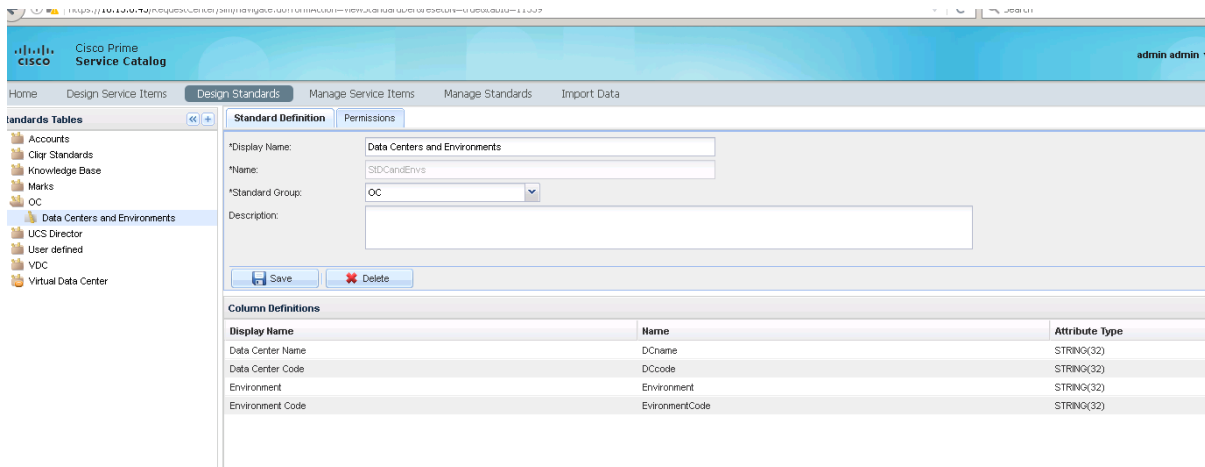 Search
cisco
Cisco Prime
Service Catalog
admin admin
Home Design Service Items Design Standards Manage Service Items Manage Standards Import Data
tandards Tables
Accounts
Cliqr Standards
Knowledge Base
Marks
OC
Data Centers and Environments
UCS Director
User defined
VDC
Virtual Data Center
Standard Definition Permissions
*Display Name: Data Centers and Environments
*Name: StDCandEnvs
*Standard Group: OC
Description:
Save Delete
Column Definitions
Display Name Name Attribute Type
Data Center Name DCname STRING(32)
Data Center Code DCcode STRING(32)
Environment Environment STRING(32)
Environment Code EvironmentCode STRING(32)